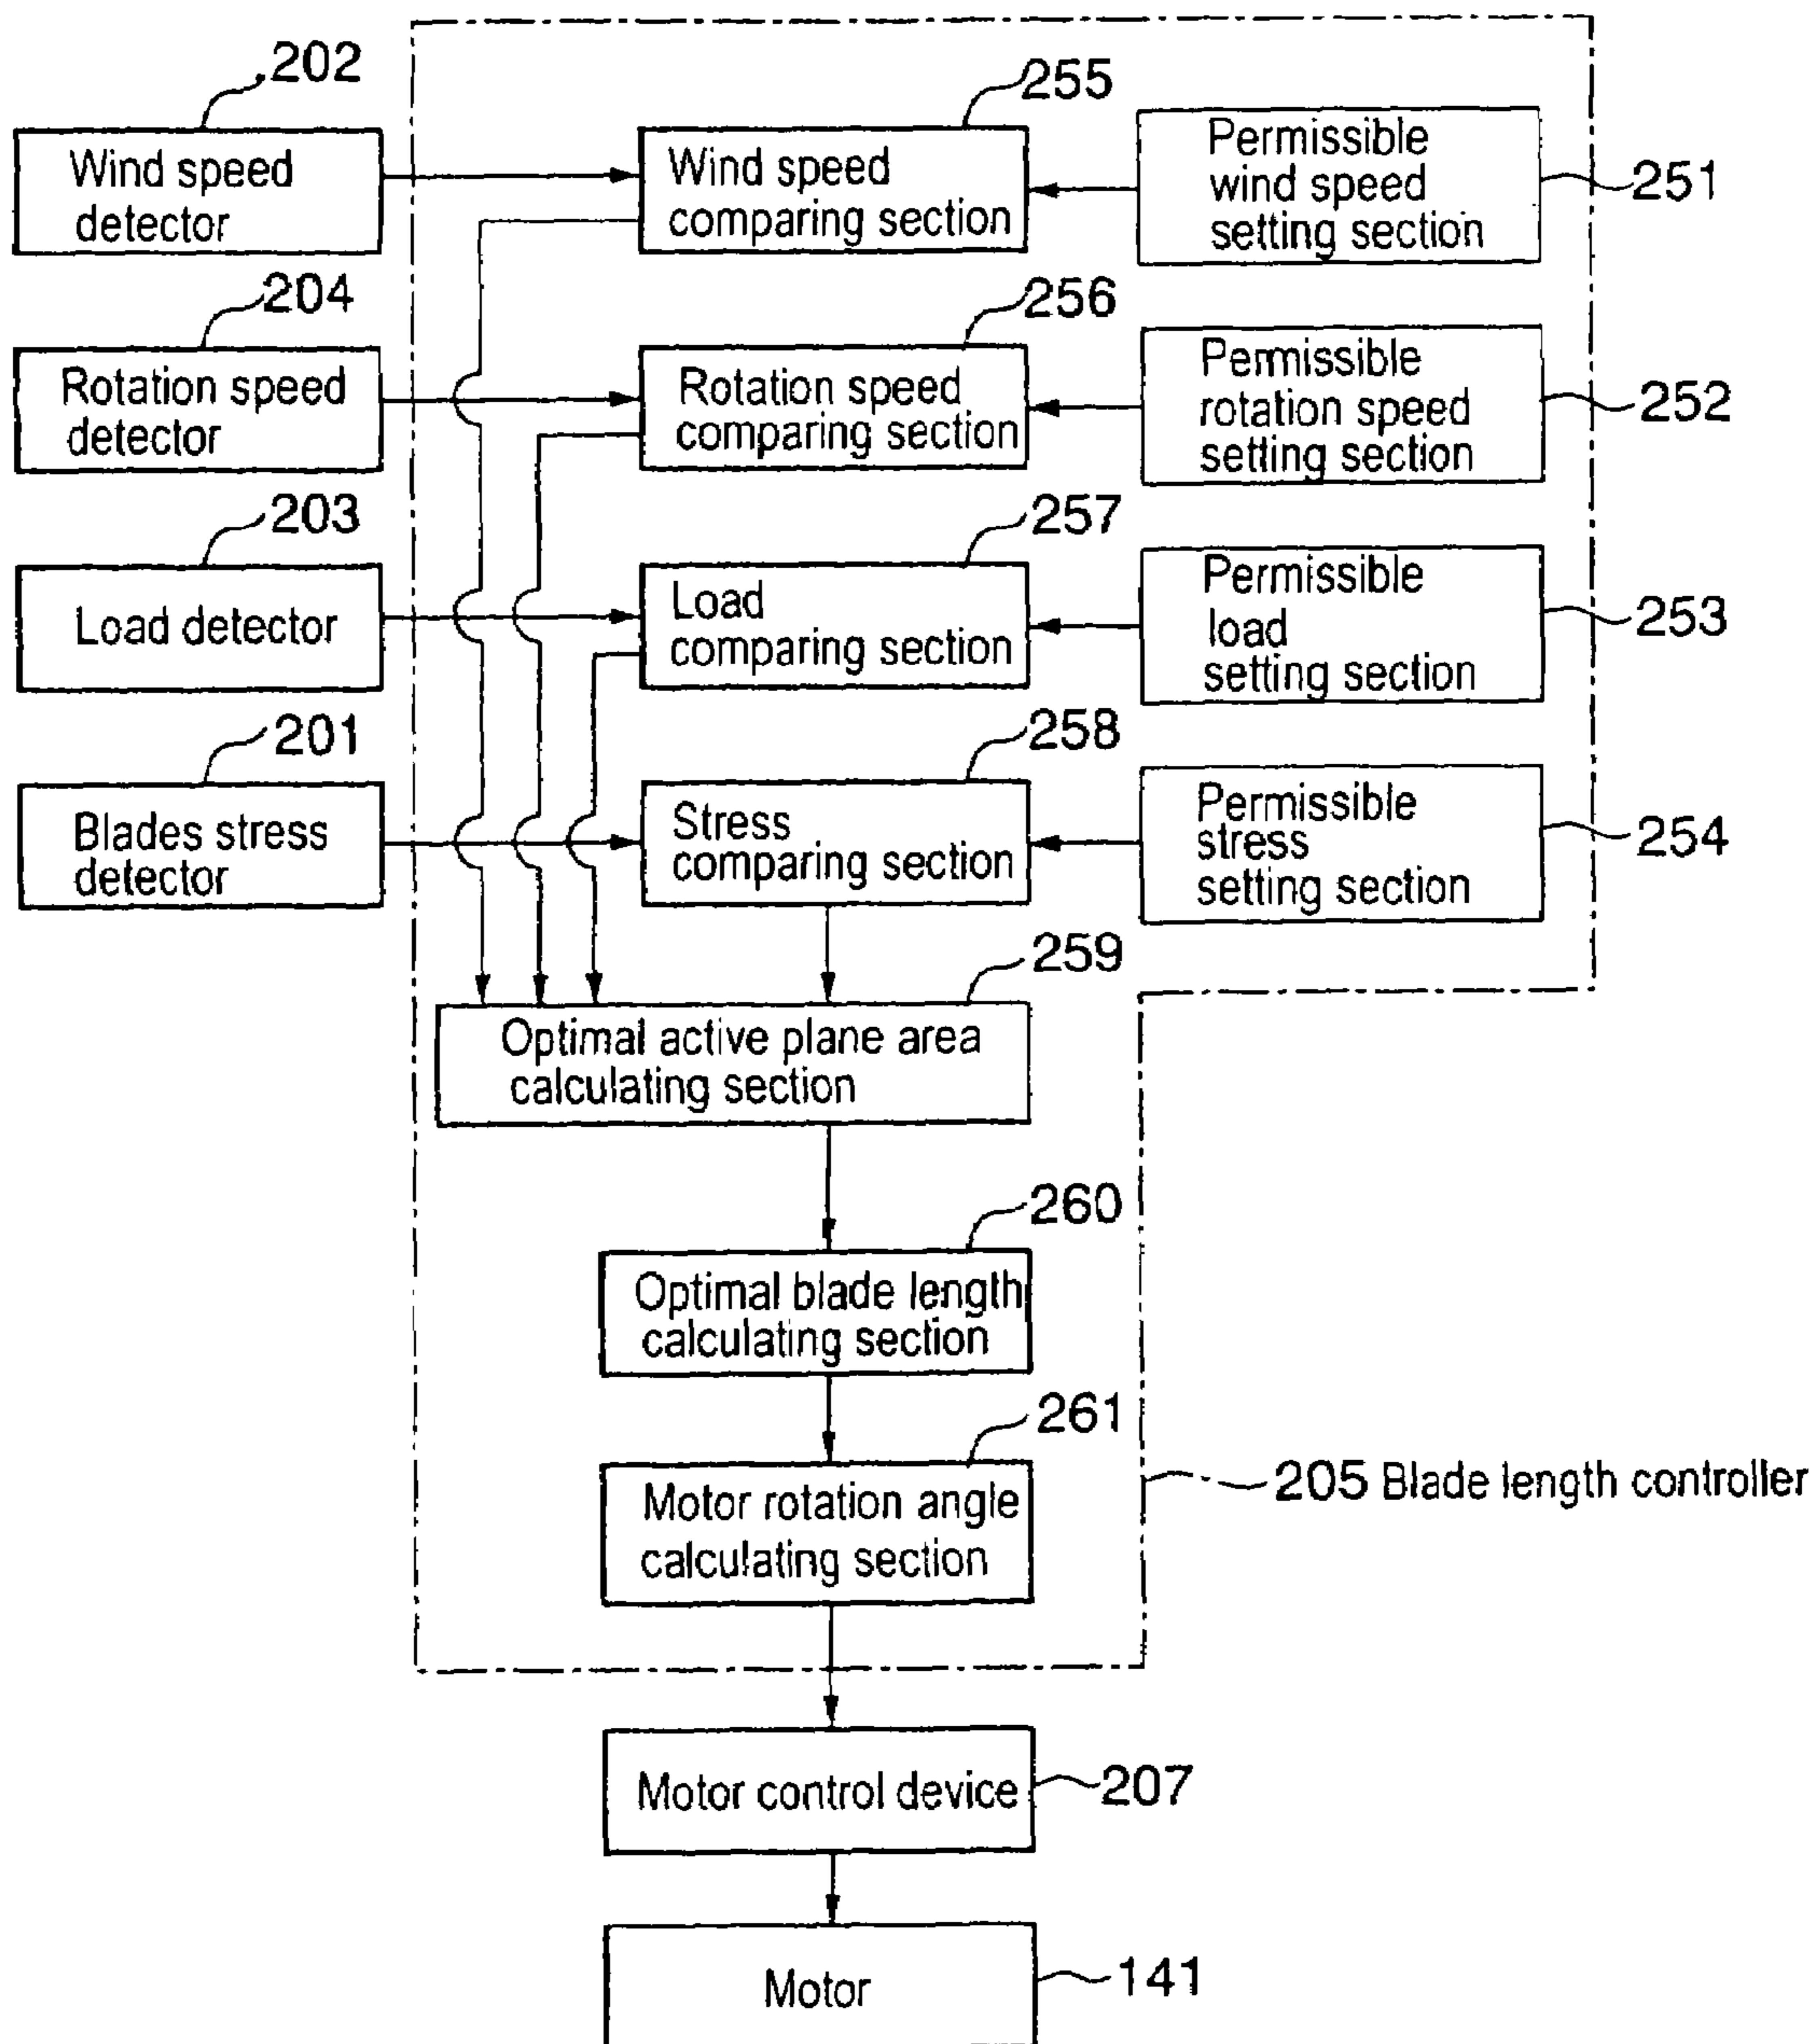 202
Wind speed
detector
255
Wind speed
comparing section
Permissible
wind speed
setting section
251
204
Rotation speed
detector
256
Rotation speed
comparing section
Permissible
rotation speed
setting section
252
203
Load detector
257
Load
comparing section
Permissible
load
setting section
253
201
Blades stress
detector
258
Stress
comparing section
Permissible
stress
setting section
254
259
Optimal active plane area
calculating section
260
Optimal blade length
calculating section
261
Motor rotation angle
calculating section
205 Blade length controller
Motor control device
207
Motor
141